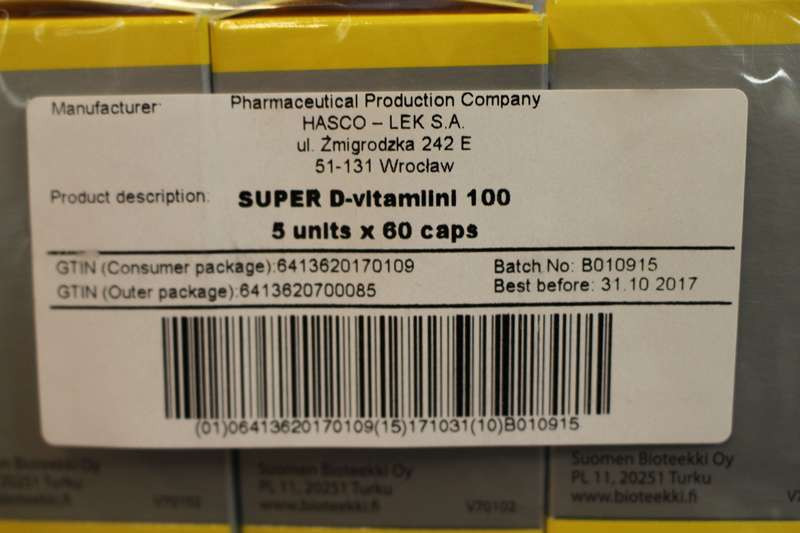 Manufacturer: Pharmaceutical Production Company
HASCO – LEK S.A.
ul. Żmigrodzka 242 E
51-131 Wrocław
Product description: SUPER D-vitamiini 100
5 units x 60 caps
GTIN (Consumer package):6413620170109 Batch No: B010915
GTIN (Outer package):6413620700085 Best before: 31.10 2017
(01)06413620170109(15)171031(10)B010915
Suomen Bioteekki Oy
20251 Turku
www.bioteekki.fi
V70102
Suomen Bioteekki Oy
PL 11, 20251 Turku
www.bioteekki.fi
V70102
Suomen Bioteekki Oy
PL 11, 20251 Turku
www.bioteekki.fi